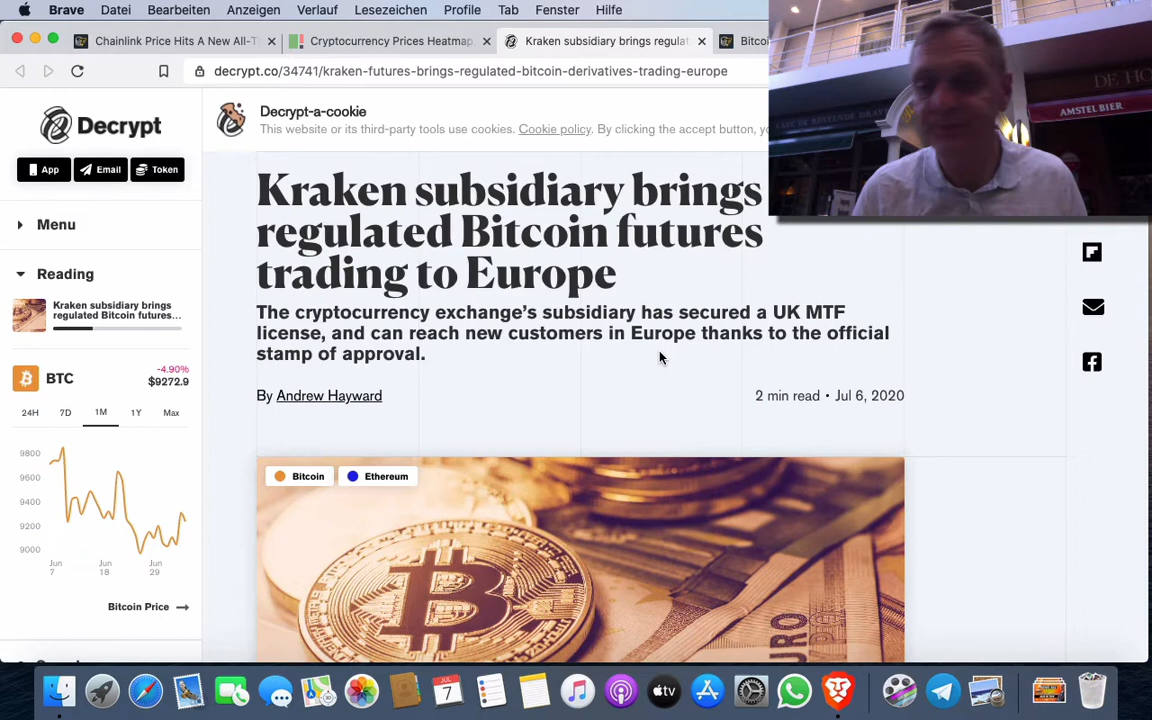 Brave Datei Bearbeiten Anzeigen Verlauf Lesezeichen Profile Tab Fenster Hilfe
Chainlink Price Hits A New All-T
Cryptocurrency Prices Heatmap,
Kraken subsidiary brings regulat
Bitcoi
decrypt.co/34741/kraken-futures-brings-regulated-bitcoin-derivatives-trading-europe
AMSTEL BIER
Decrypt
App Email Token
Menu
Reading
Kraken subsidiary brings
regulated Bitcoin futures...
BTC
-4.90%
$9272.9
24H 7D 1M 1Y Max
9800
9600
9400
9200
9000
Jun 7
Jun 18
Jun 29
Bitcoin Price
Decrypt-a-cookie
This website or its third-party tools use cookies. Cookie policy. By clicking the accept button, yo
Kraken subsidiary brings
regulated Bitcoin futures
trading to Europe
The cryptocurrency exchange's subsidiary has secured a UK MTF
license, and can reach new customers in Europe thanks to the official
stamp of approval.
By Andrew Hayward
2 min read • Jul 6, 2020
Bitcoin Ethereum
EURO
JUL
7
tv